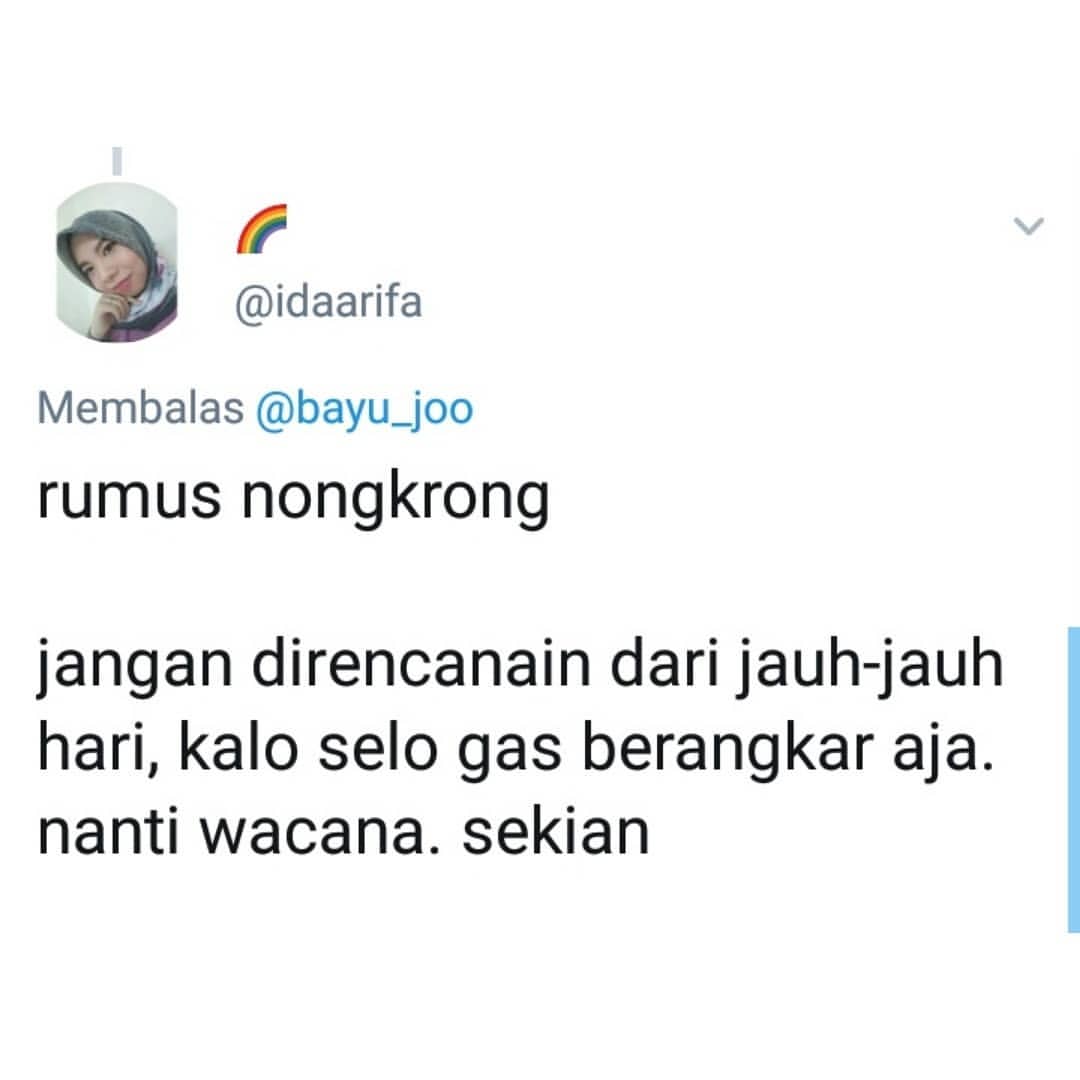 🌈
@idaarifa
Membalas @bayu_joo
rumus nongkrong
jangan direncanain dari jauh-jauh
hari, kalo selo gas berangkar aja.
nanti wacana. sekian